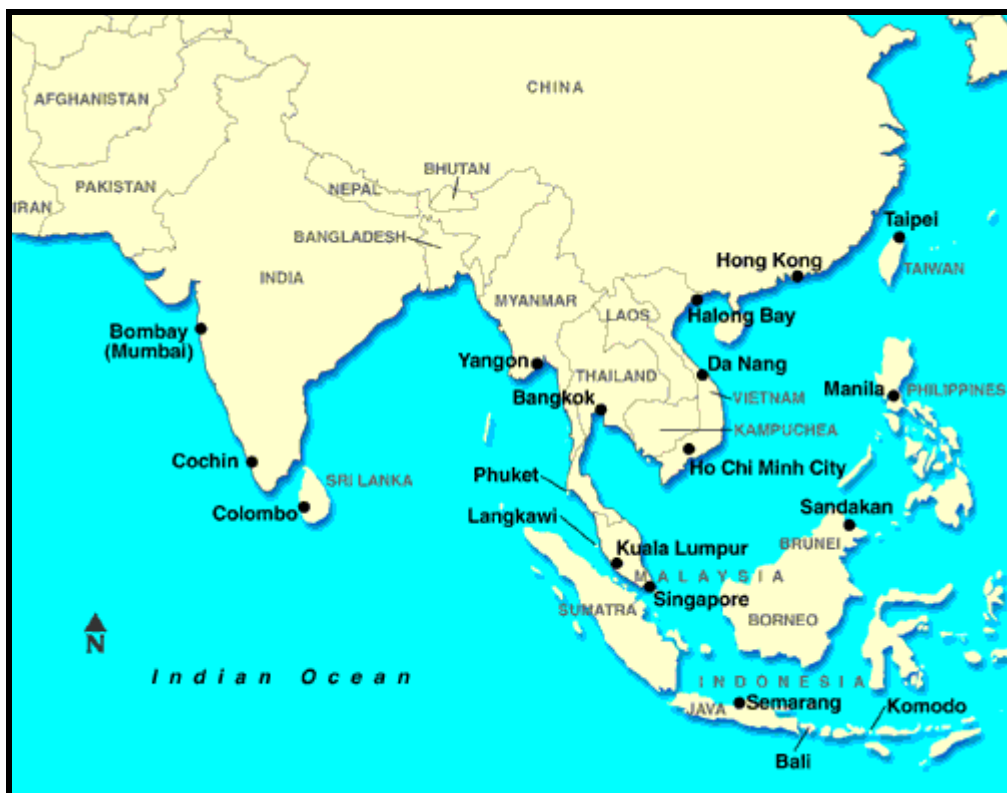 CHINA
AFGHANISTAN
BHUTAN
PAKISTAN
NEPAL
IRAN
Taipei
BANGLADESH
Hong Kong
TAIWAN
INDIA
MYANMAR
LAOS
Halong Bay
Bombay
(Mumbai)
Yangon
Da Nang
THAILAND
Manila
PHILIPPINES
VIETNAM
Bangkok
KAMPUCHEA
Cochin
Ho Chi Minh City
Phuket
SRI LANKA
Sandakan
Colombo
Langkawi
BRUNEI
Kuala Lumpur
MALAYSIA
Singapore
SUMATRA
BORNEO
N
Indian Ocean
INDONESIA
Semarang
Komodo
JAVA
Bali